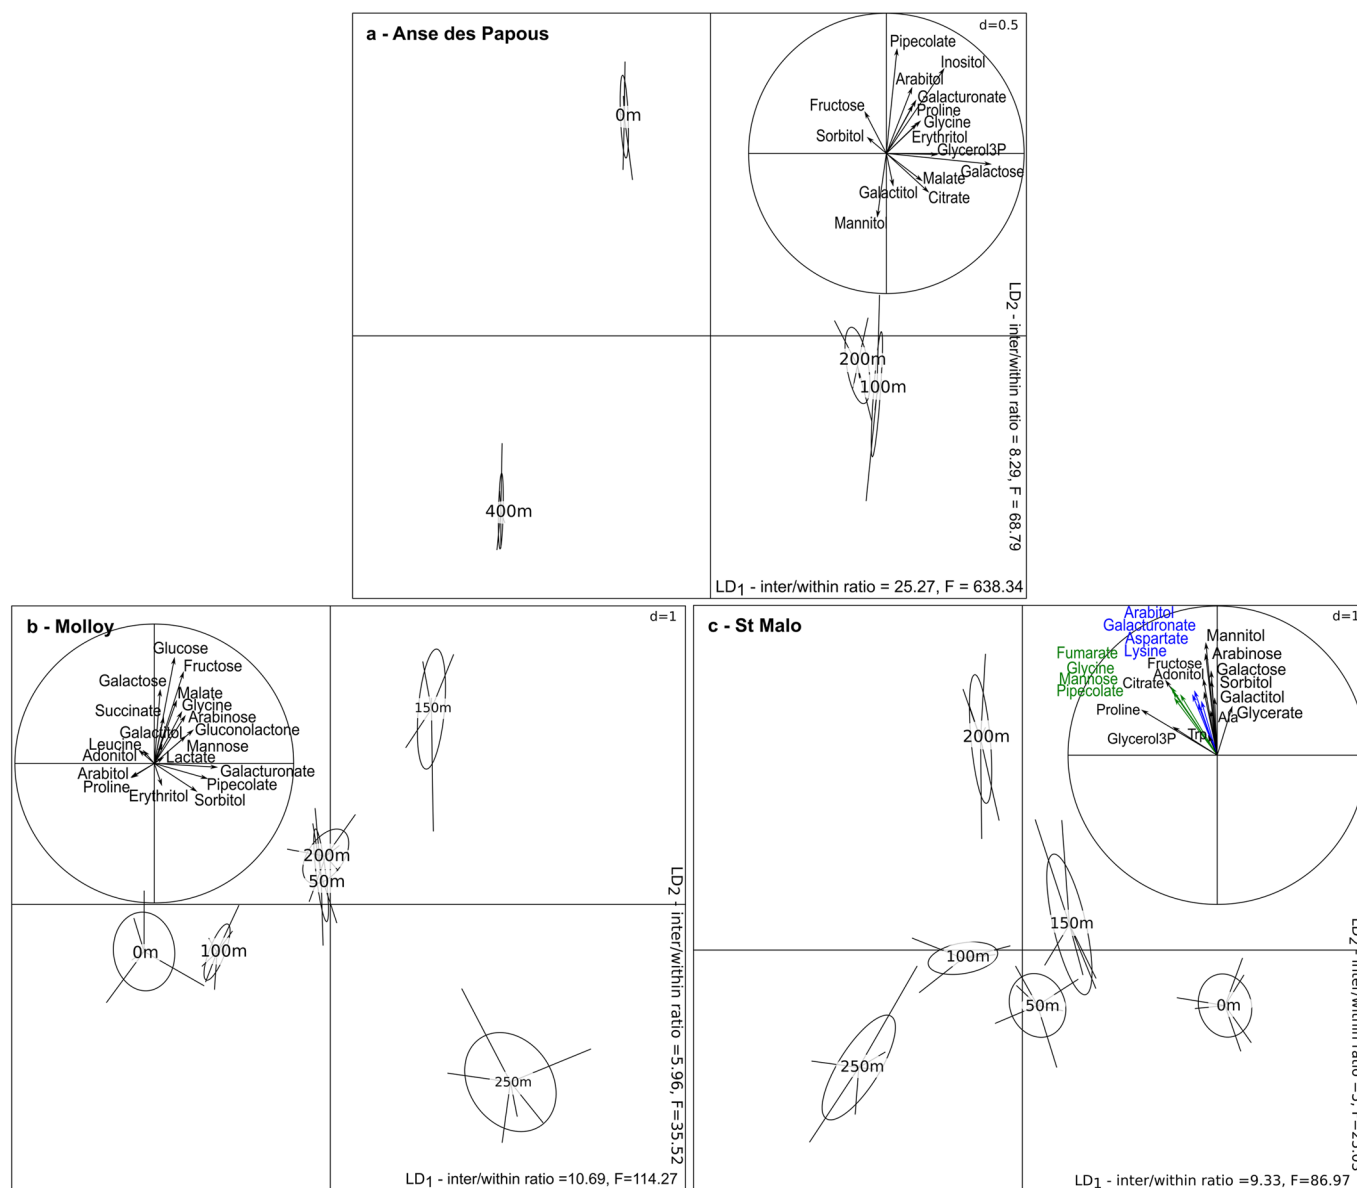 a - Anse des Papous
d=0.5
Pipecolate
Inositol
Arabitol
Galacturonate
Fructose
Proline
Glycine
Sorbitol
Erythritol
Glycerol3P
Galactose
Malate
Galactitol
Citrate
Mannitol
0m
200m
100m
400m
LD2 - inter/within ratio = 8.29, F = 68.79
LD1 - inter/within ratio = 25.27, F = 638.34
b - Molloy
d=1
Glucose
Fructose
Galactose
Malate
Glycine
Succinate
Arabinose
Galactitol
Gluconolactone
Leucine
Mannose
Adonitol
Lactate
Arabitol
Galacturonate
Proline
Pipecolate
Erythritol
Sorbitol
150m
200m
50m
0m
100m
250m
LD2 - inter/within ratio =5.96, F=35.52
LD1 - inter/within ratio =10.69, F=114.27
c - St Malo
d=1
Arabitol
Galacturonate
Aspartate
Lysine
Mannitol
Fumarate
Arabinose
Glycine
Fructose
Galactose
Mannose
Adonitol
Citrate
Sorbitol
Pipecolate
Galactitol
Proline
Glycerate
Ala
Glycerol3P
Trp
200m
150m
100m
50m
0m
250m
LD1 - inter/within ratio =9.33, F=86.97